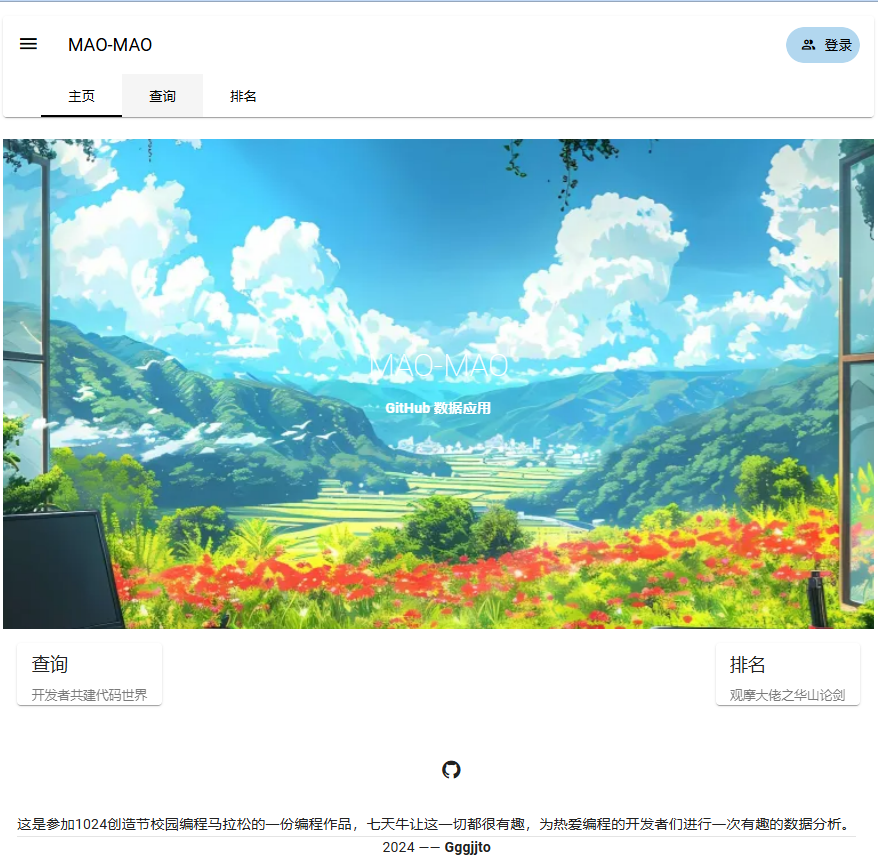 MAO-MAO
登录
主页
查询
排名
MAO-MAO
GitHub 数据应用
查询
开发者共建代码世界
排名
观摩大佬之华山论剑
这是参加1024创造节校园编程马拉松的一份编程作品，七天牛让这一切都很有趣，为热爱编程的开发者们进行一次有趣的数据分析。
2024 —— Gggjjto